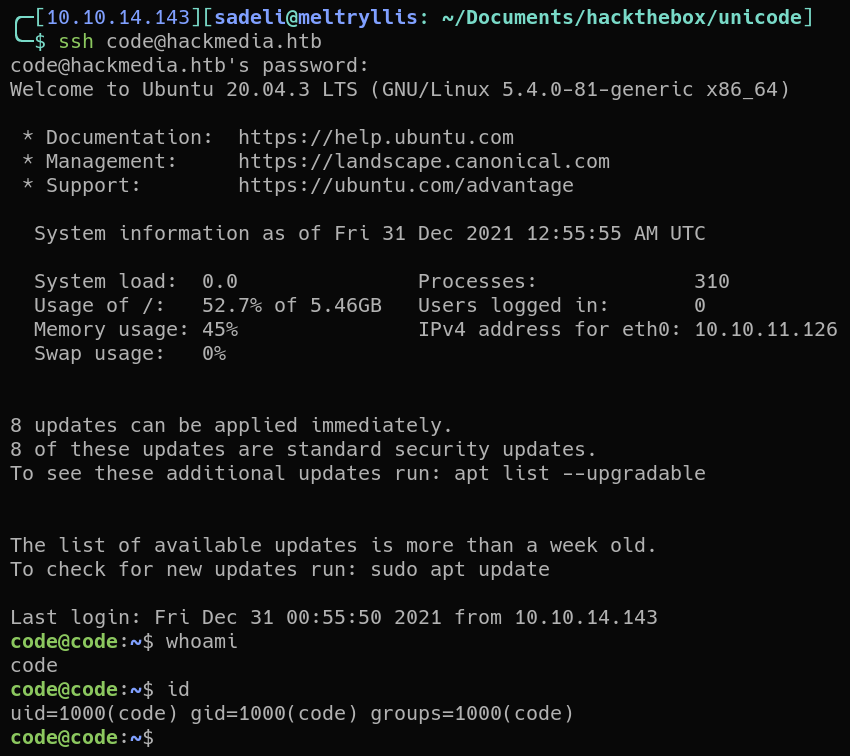 [10.10.14.143][sadeli@meltryllis: ~/Documents/hackthebox/unicode]
$ ssh code@hackmedia.htb
code@hackmedia.htb's password:
Welcome to Ubuntu 20.04.3 LTS (GNU/Linux 5.4.0-81-generic x86_64)
* Documentation:  https://help.ubuntu.com
* Management:     https://landscape.canonical.com
* Support:        https://ubuntu.com/advantage
System information as of Fri 31 Dec 2021 12:55:55 AM UTC
System load:  0.0                Processes:             310
Usage of /:   52.7% of 5.46GB   Users logged in:       0
Memory usage: 45%               IPv4 address for eth0: 10.10.11.126
Swap usage:   0%
8 updates can be applied immediately.
8 of these updates are standard security updates.
To see these additional updates run: apt list --upgradable
The list of available updates is more than a week old.
To check for new updates run: sudo apt update
Last login: Fri Dec 31 00:55:50 2021 from 10.10.14.143
code@code:~$ whoami
code
code@code:~$ id
uid=1000(code) gid=1000(code) groups=1000(code)
code@code:~$